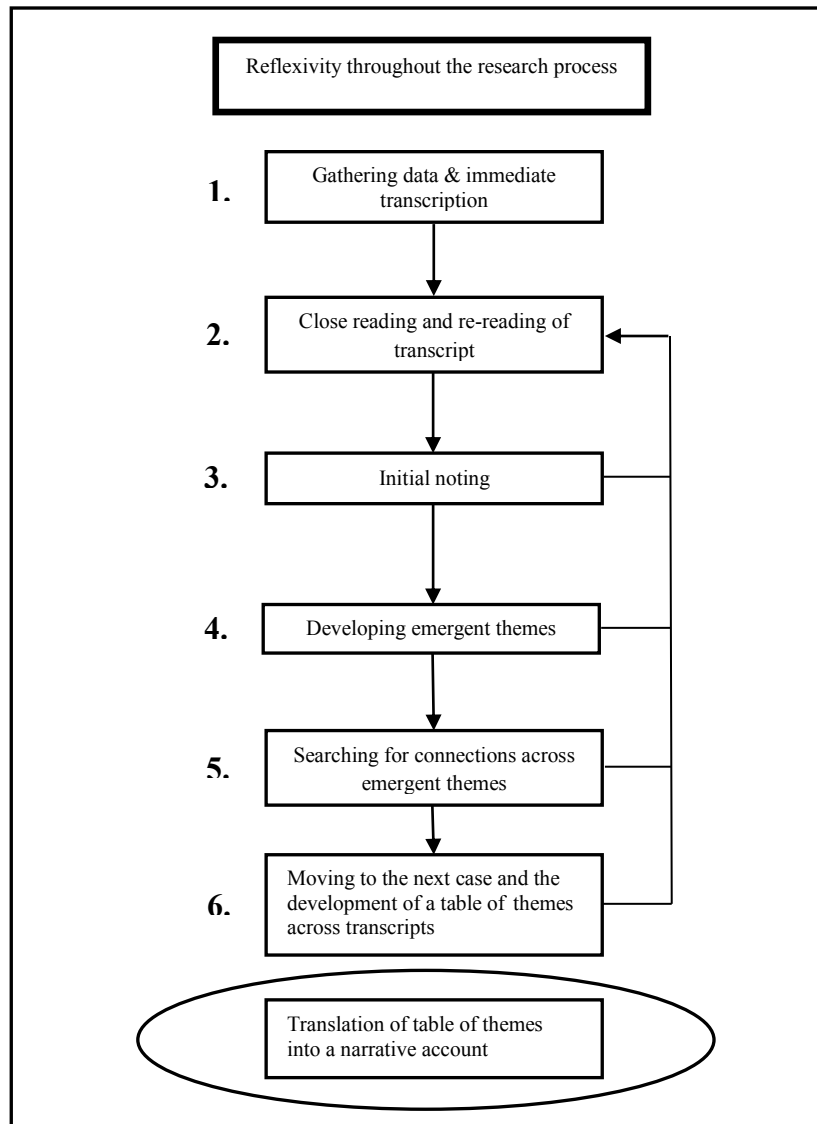 Reflexivity throughout the research process
1.
Gathering data & immediate
transcription
2.
Close reading and re-reading of
transcript
3.
Initial noting
4.
Developing emergent themes
5.
Searching for connections across
emergent themes
6.
Moving to the next case and the
development of a table of themes
across transcripts
Translation of table of themes
into a narrative account